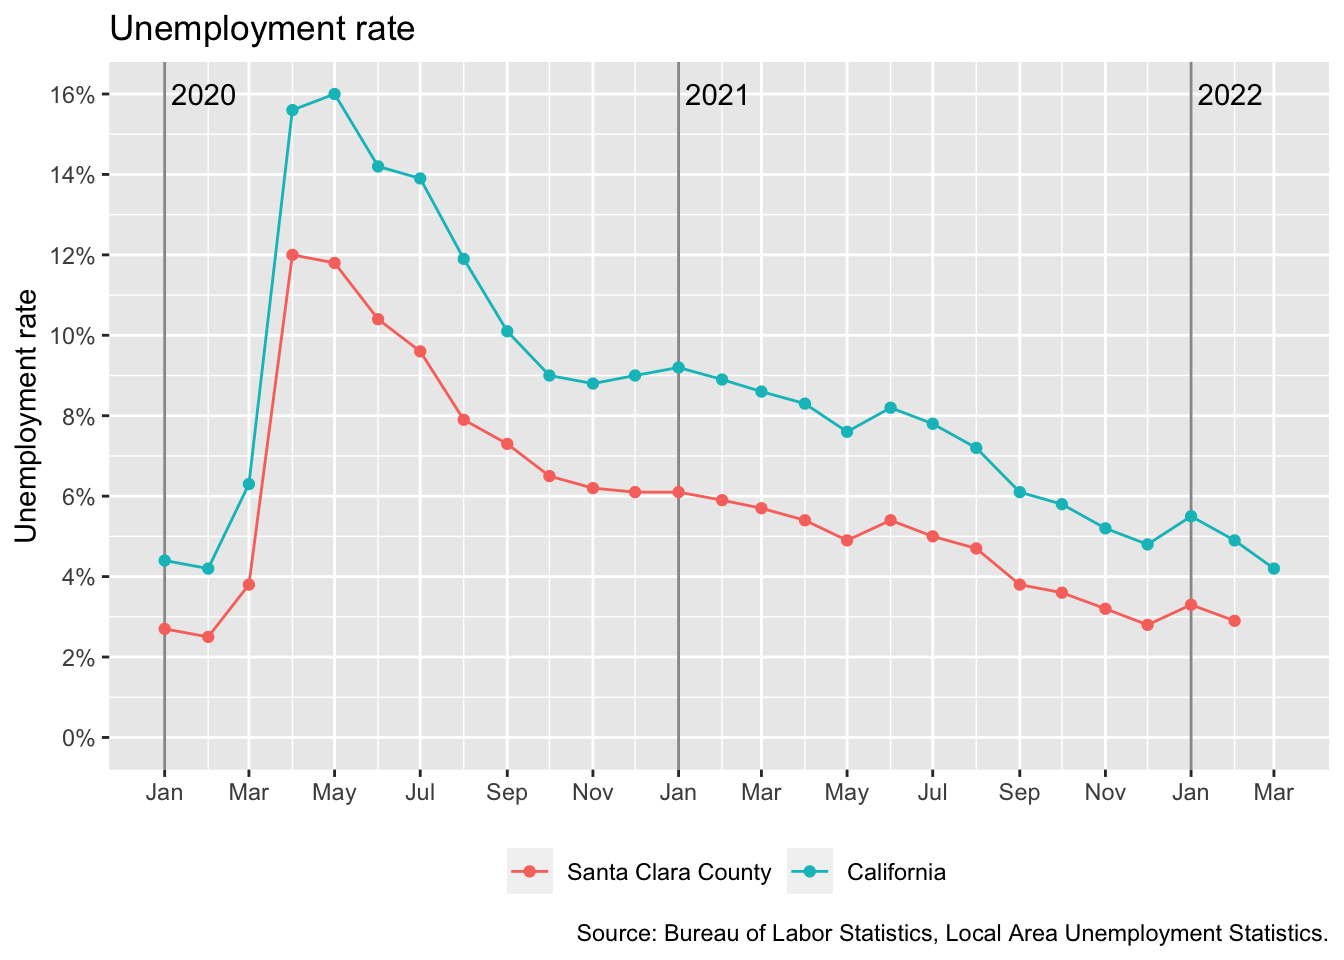 Unemployment rate
2020 2021 2022
Unemployment rate
16%
14%
12%
10%
8%
6%
4%
2%
0%
Jan Mar May Jul Sep Nov Jan Mar May Jul Sep Nov Jan Mar
Santa Clara County California
Source: Bureau of Labor Statistics, Local Area Unemployment Statistics.